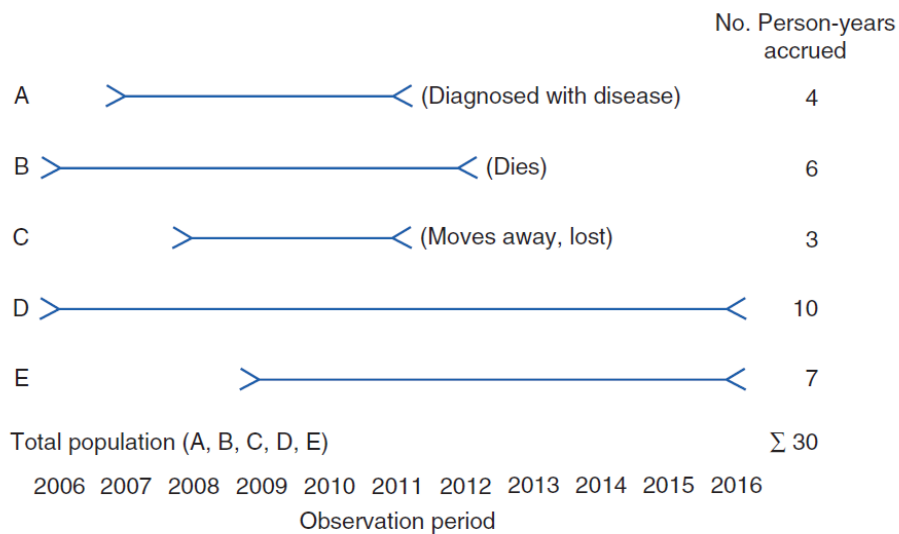 No. Person-years
accrued
A (Diagnosed with disease) 4
B (Dies) 6
C (Moves away, lost) 3
D 10
E 7
Total population (A, B, C, D, E) ∑ 30
2006 2007 2008 2009 2010 2011 2012 2013 2014 2015 2016
Observation period